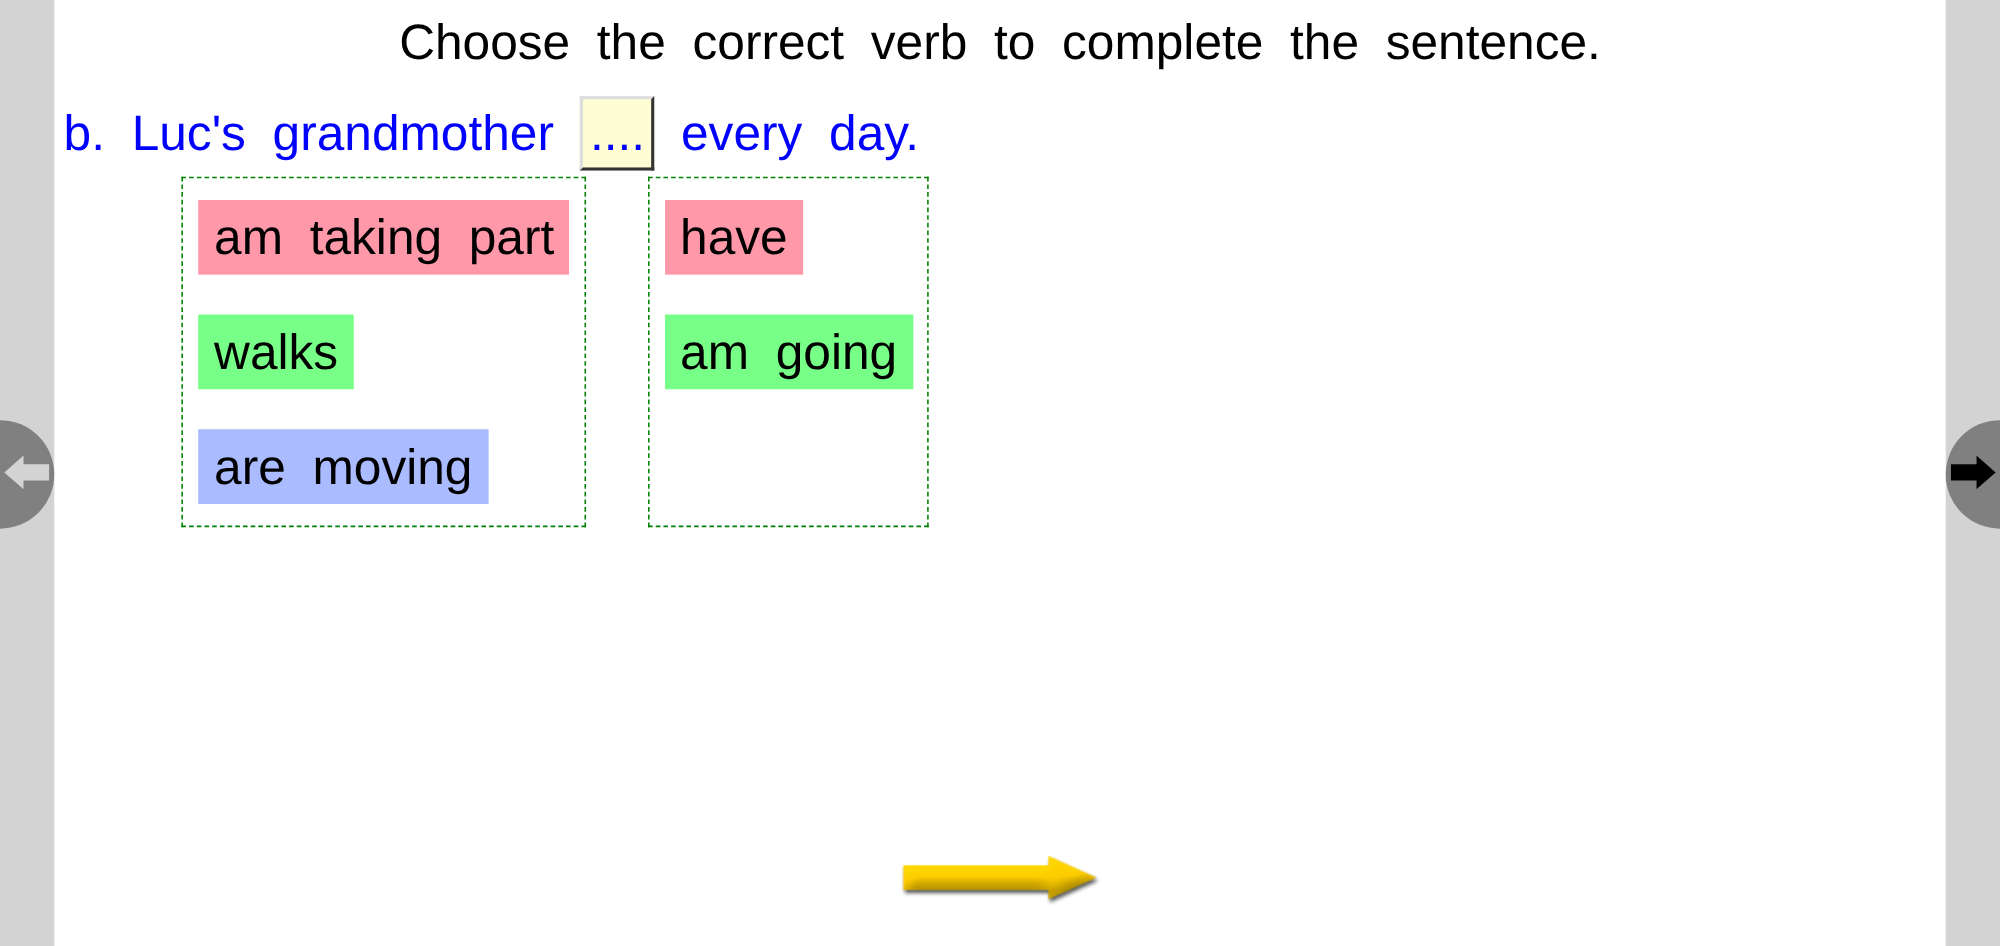 Choose the correct verb to complete the sentence.
b. Luc's grandmother .... every day.
am taking part
have
walks
am going
are moving